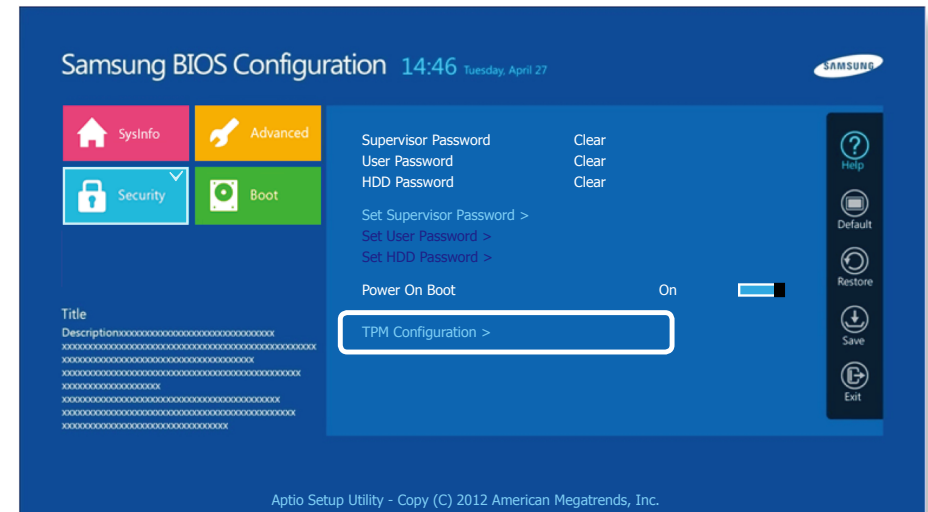 Samsung BIOS Configuration 14:46 Tuesday, April 27
SAMSUNG
SysInfo
Advanced
Security
Boot
Title
Descriptionxxxxxxxxxxxxxxxxxxxxxxxxxxxxxx
Supervisor Password Clear
User Password Clear
HDD Password Clear
Set Supervisor Password >
Set User Password >
Set HDD Password >
Power On Boot On
TPM Configuration >
Help
Default
Restore
Save
Exit
Aptio Setup Utility - Copy (C) 2012 American Megatrends, Inc.